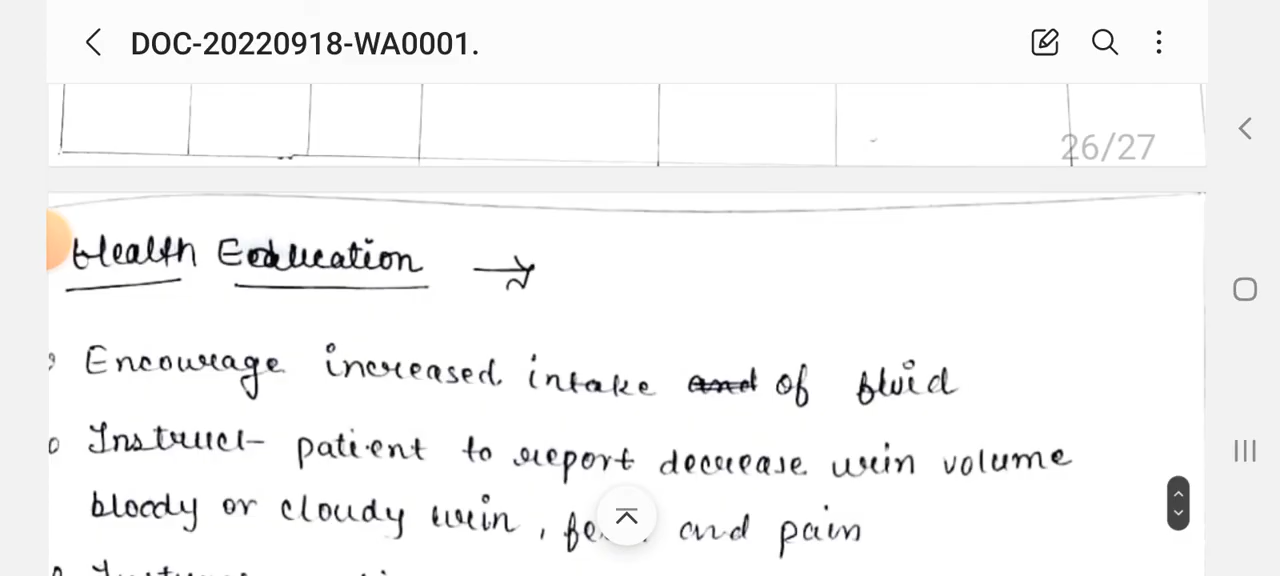 DOC-20220918-WA0001.
26/27
Health Education →
Encourage increased intake and of fluid
Instruct patient to report decrease urin volume
bloody or cloudy urin, and pain